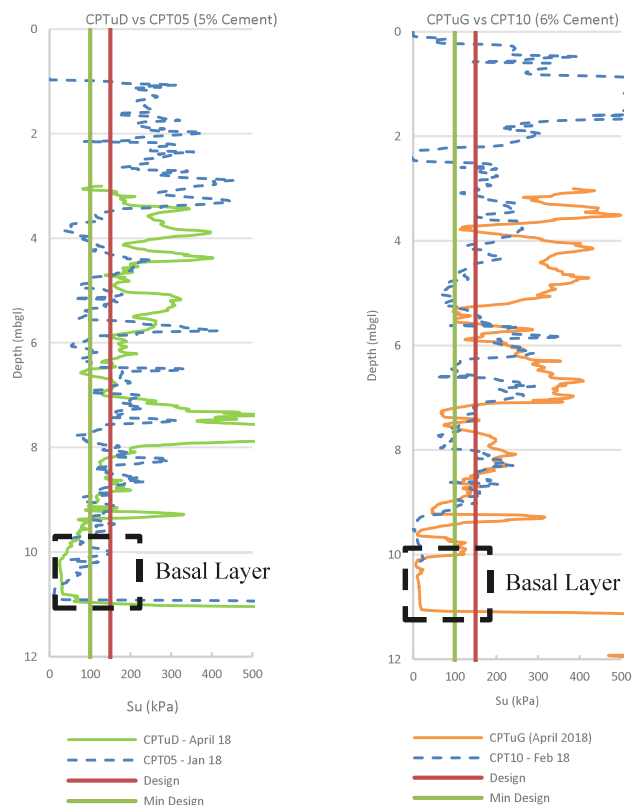 CPTuD vs CPT05 (5% Cement)
0
2
4
6
8
10
12
Depth (mbgl)
Basal Layer
0 100 200 300 400 500
Su (kPa)
CPTuD - April 18
CPT05 - Jan 18
Design
Min Design
CPTuG vs CPT10 (6% Cement)
0
2
4
6
8
10
12
Depth (mbgl)
Basal Layer
0 100 200 300 400 500
Su (kPa)
CPTuG (April 2018)
CPT10 - Feb 18
Design
Min Design